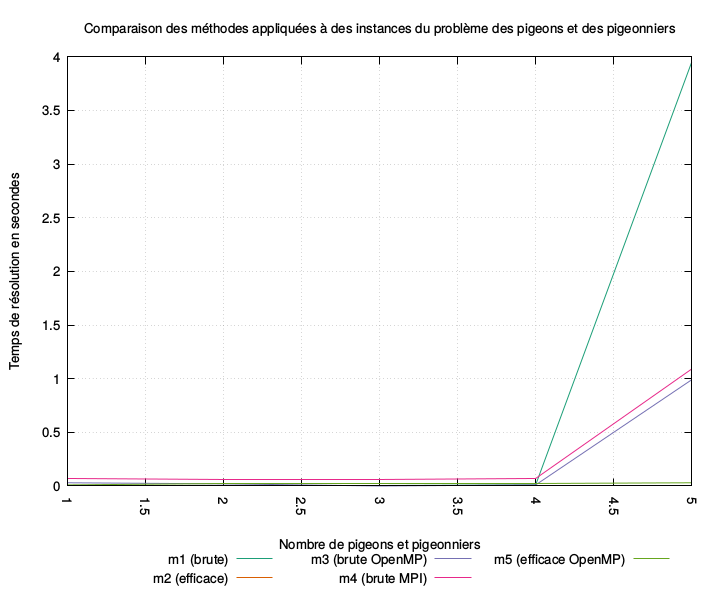 Comparaison des méthodes appliquées à des instances du problème des pigeons et des pigeonniers
4
3.5
3
2.5
2
1.5
1
0.5
0
Temps de résolution en secondes
1
1.5
2
2.5
3
3.5
4
4.5
5
Nombre de pigeons et pigeonniers
m1 (brute)
m3 (brute OpenMP)
m5 (efficace OpenMP)
m2 (efficace)
m4 (brute MPI)